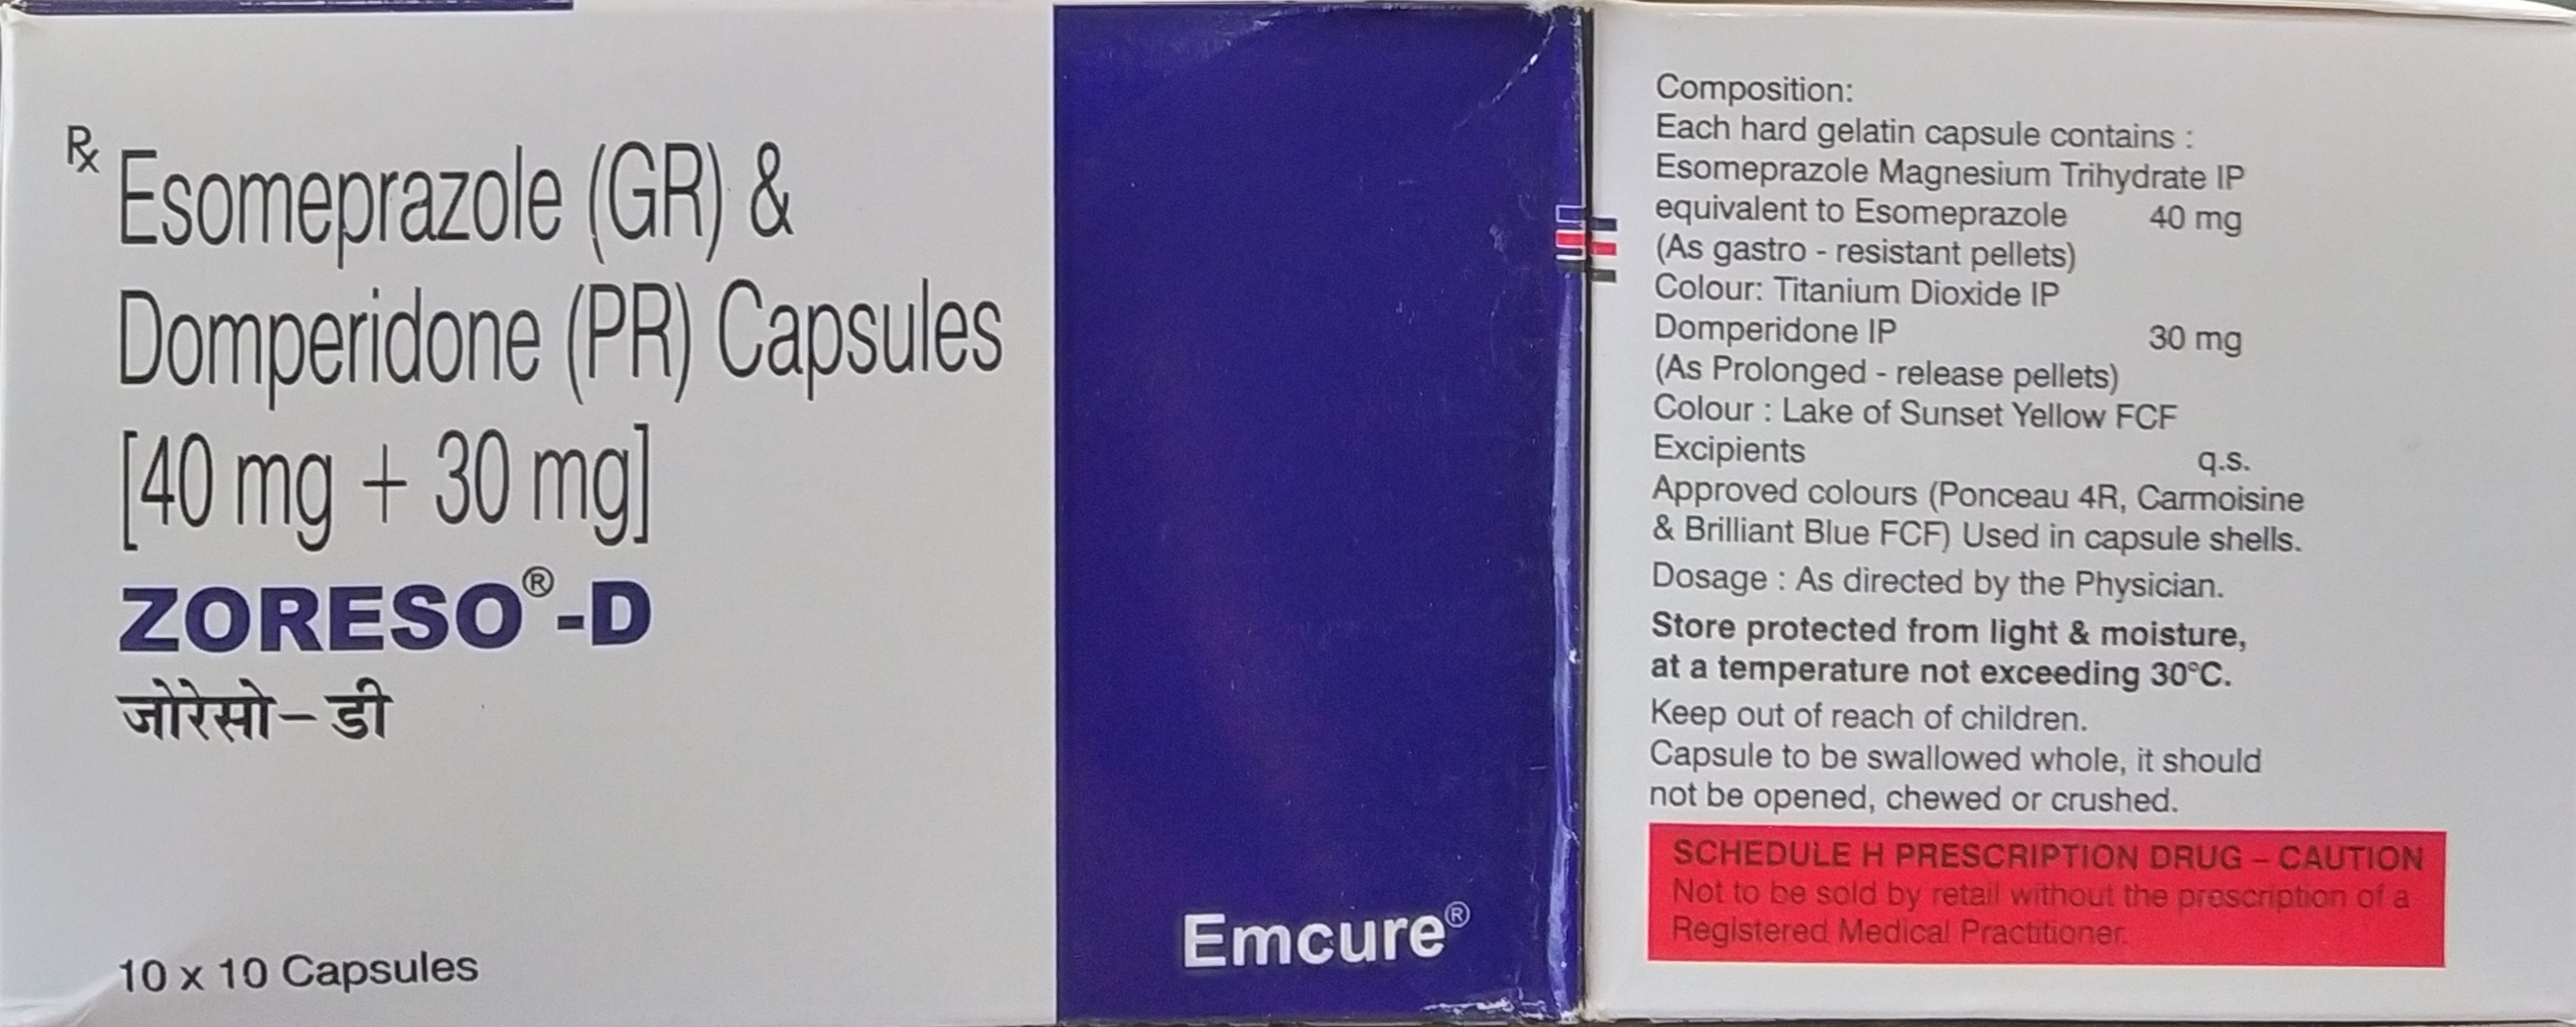 Rx Esomeprazole (GR) &
Domperidone (PR) Capsules
[40 mg + 30 mg]
ZORESO®-D
जोरेसो–डी
10 x 10 Capsules
Emcure®
Composition:
Each hard gelatin capsule contains :
Esomeprazole Magnesium Trihydrate IP
equivalent to Esomeprazole 40 mg
(As gastro - resistant pellets)
Colour: Titanium Dioxide IP
Domperidone IP 30 mg
(As Prolonged - release pellets)
Colour : Lake of Sunset Yellow FCF
Excipients q.s.
Approved colours (Ponceau 4R, Carmoisine
& Brilliant Blue FCF) Used in capsule shells.
Dosage : As directed by the Physician.
Store protected from light & moisture,
at a temperature not exceeding 30°C.
Keep out of reach of children.
Capsule to be swallowed whole, it should
not be opened, chewed or crushed.
SCHEDULE H PRESCRIPTION DRUG – CAUTION
Not to be sold by retail without the prescription of a
Registered Medical Practitioner.